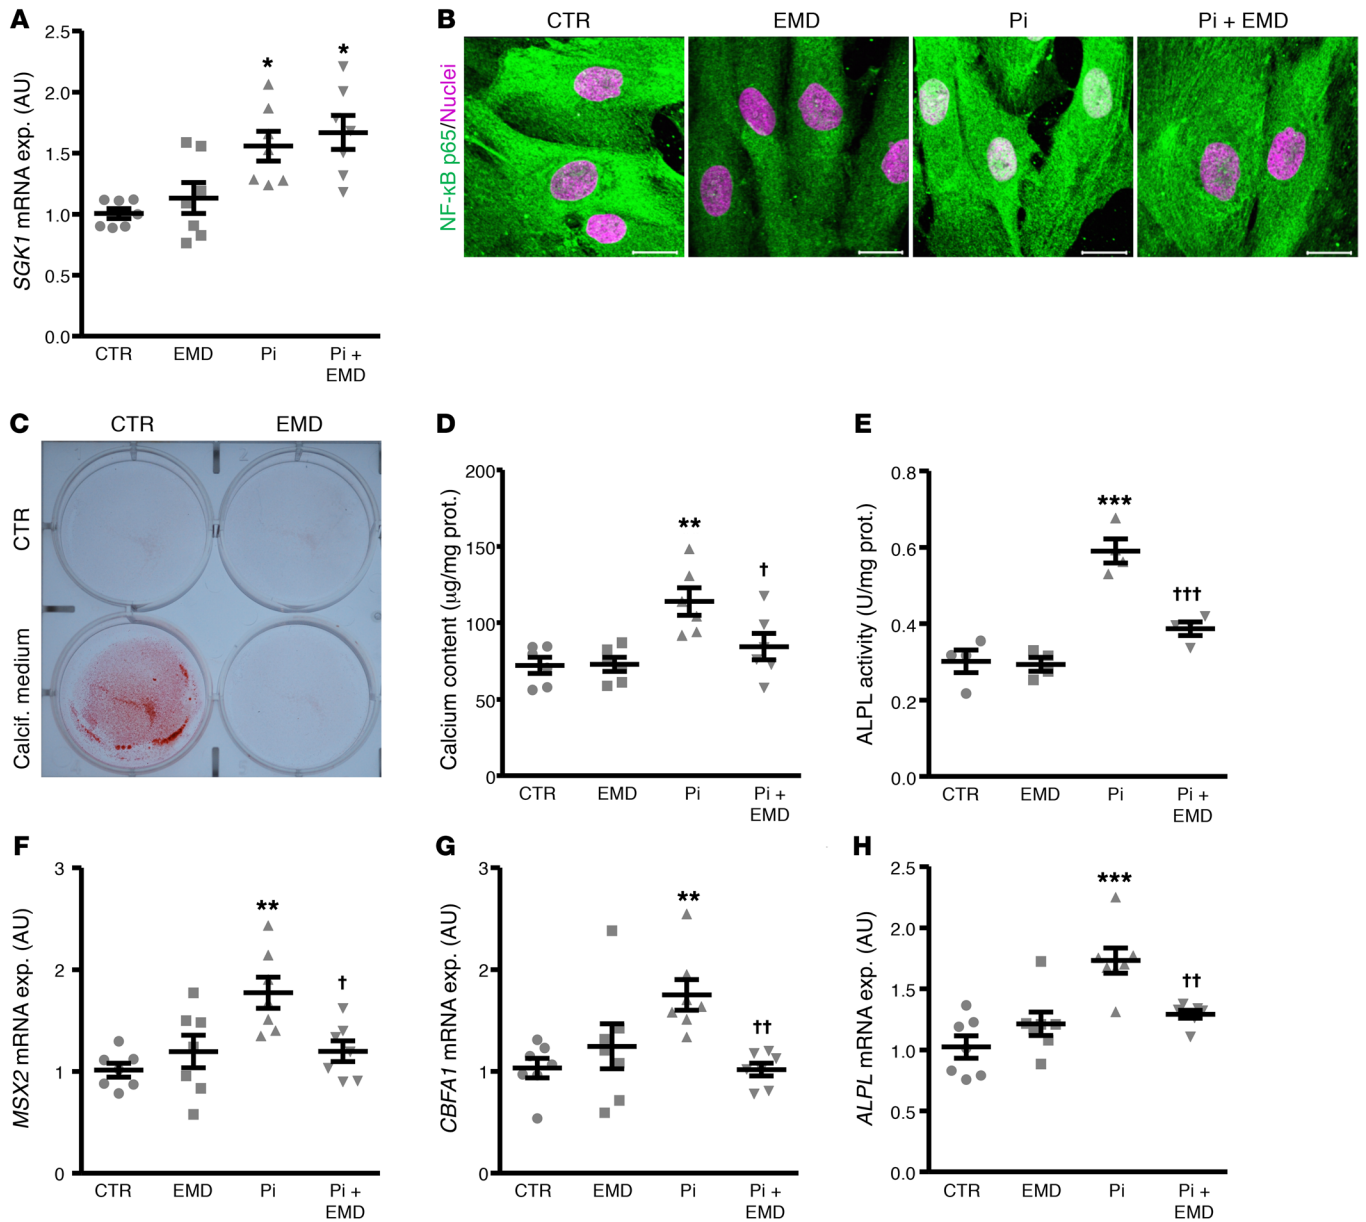 A
SGK1 mRNA exp. (AU)
2.5
2.0
1.5
1.0
0.5
0.0
*
*
CTR
EMD
Pi
Pi +
EMD
B
CTR
EMD
Pi
Pi + EMD
NF-κB p65/Nuclei
C
CTR
EMD
CTR
Calcif. medium
D
Calcium content (μg/mg prot.)
200
150
100
50
0
**
†
CTR
EMD
Pi
Pi +
EMD
E
ALPL activity (U/mg prot.)
0.8
0.6
0.4
0.2
0.0
***
†††
CTR
EMD
Pi
Pi +
EMD
F
MSX2 mRNA exp. (AU)
3
2
1
0
**
†
CTR
EMD
Pi
Pi +
EMD
G
CBFA1 mRNA exp. (AU)
3
2
1
0
**
††
CTR
EMD
Pi
Pi +
EMD
H
ALPL mRNA exp. (AU)
2.5
2.0
1.5
1.0
0.5
0.0
***
††
CTR
EMD
Pi
Pi +
EMD